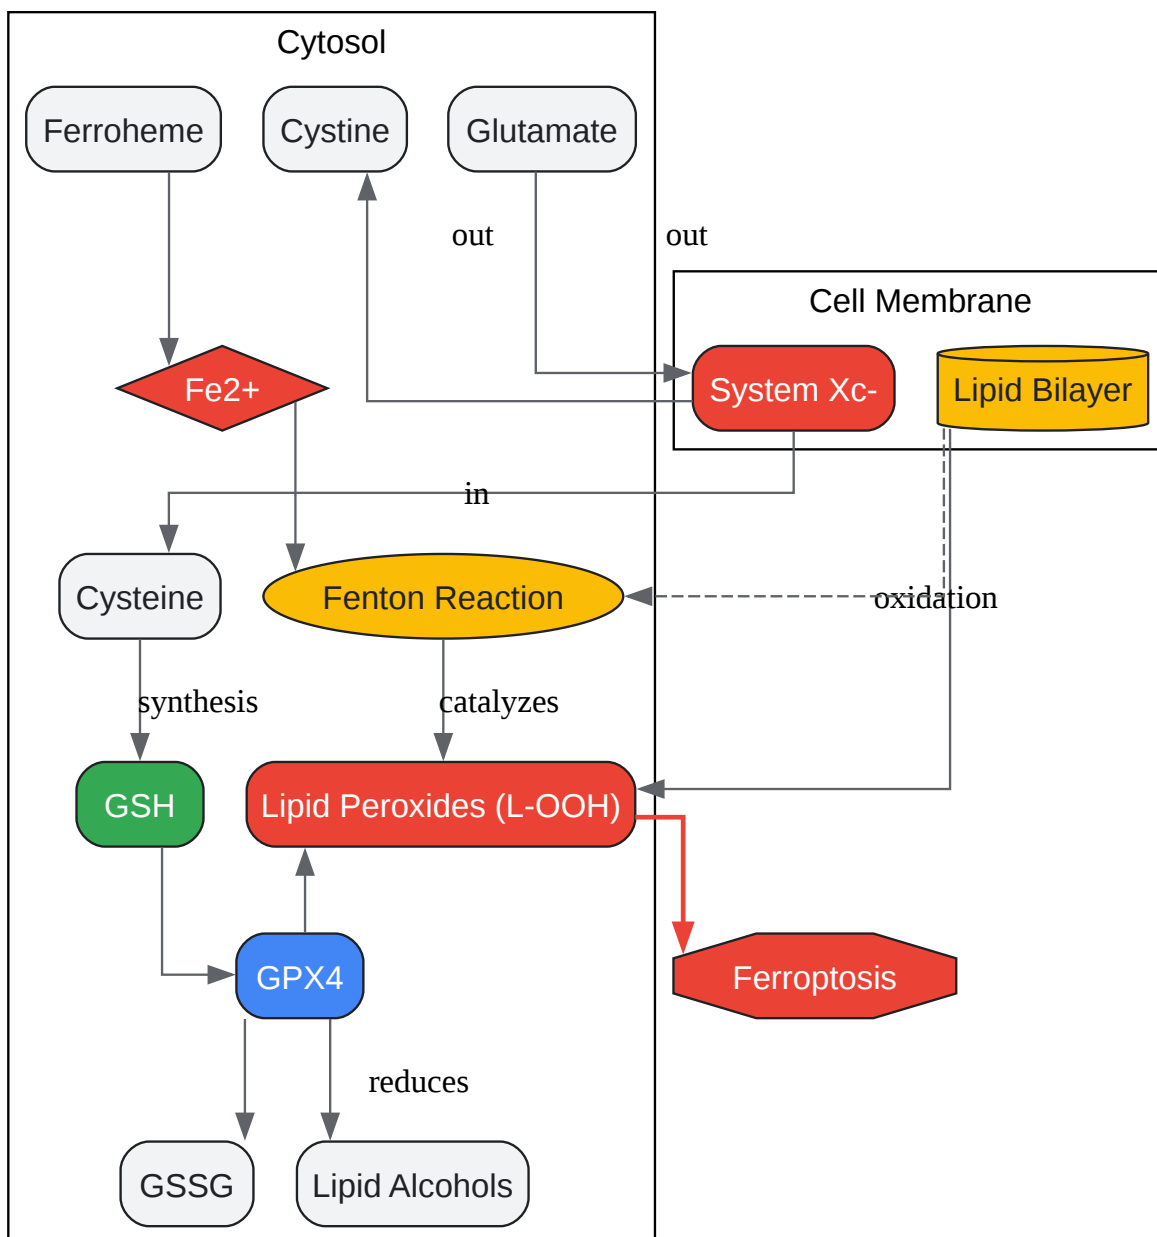 Cytosol
Ferroheme
Cystine
Glutamate
out
out
Cell Membrane
Fe2+
System Xc-
Lipid Bilayer
in
Cysteine
Fenton Reaction
oxidation
synthesis
catalyzes
GSH
Lipid Peroxides (L-OOH)
GPX4
Ferroptosis
reduces
GSSG
Lipid Alcohols